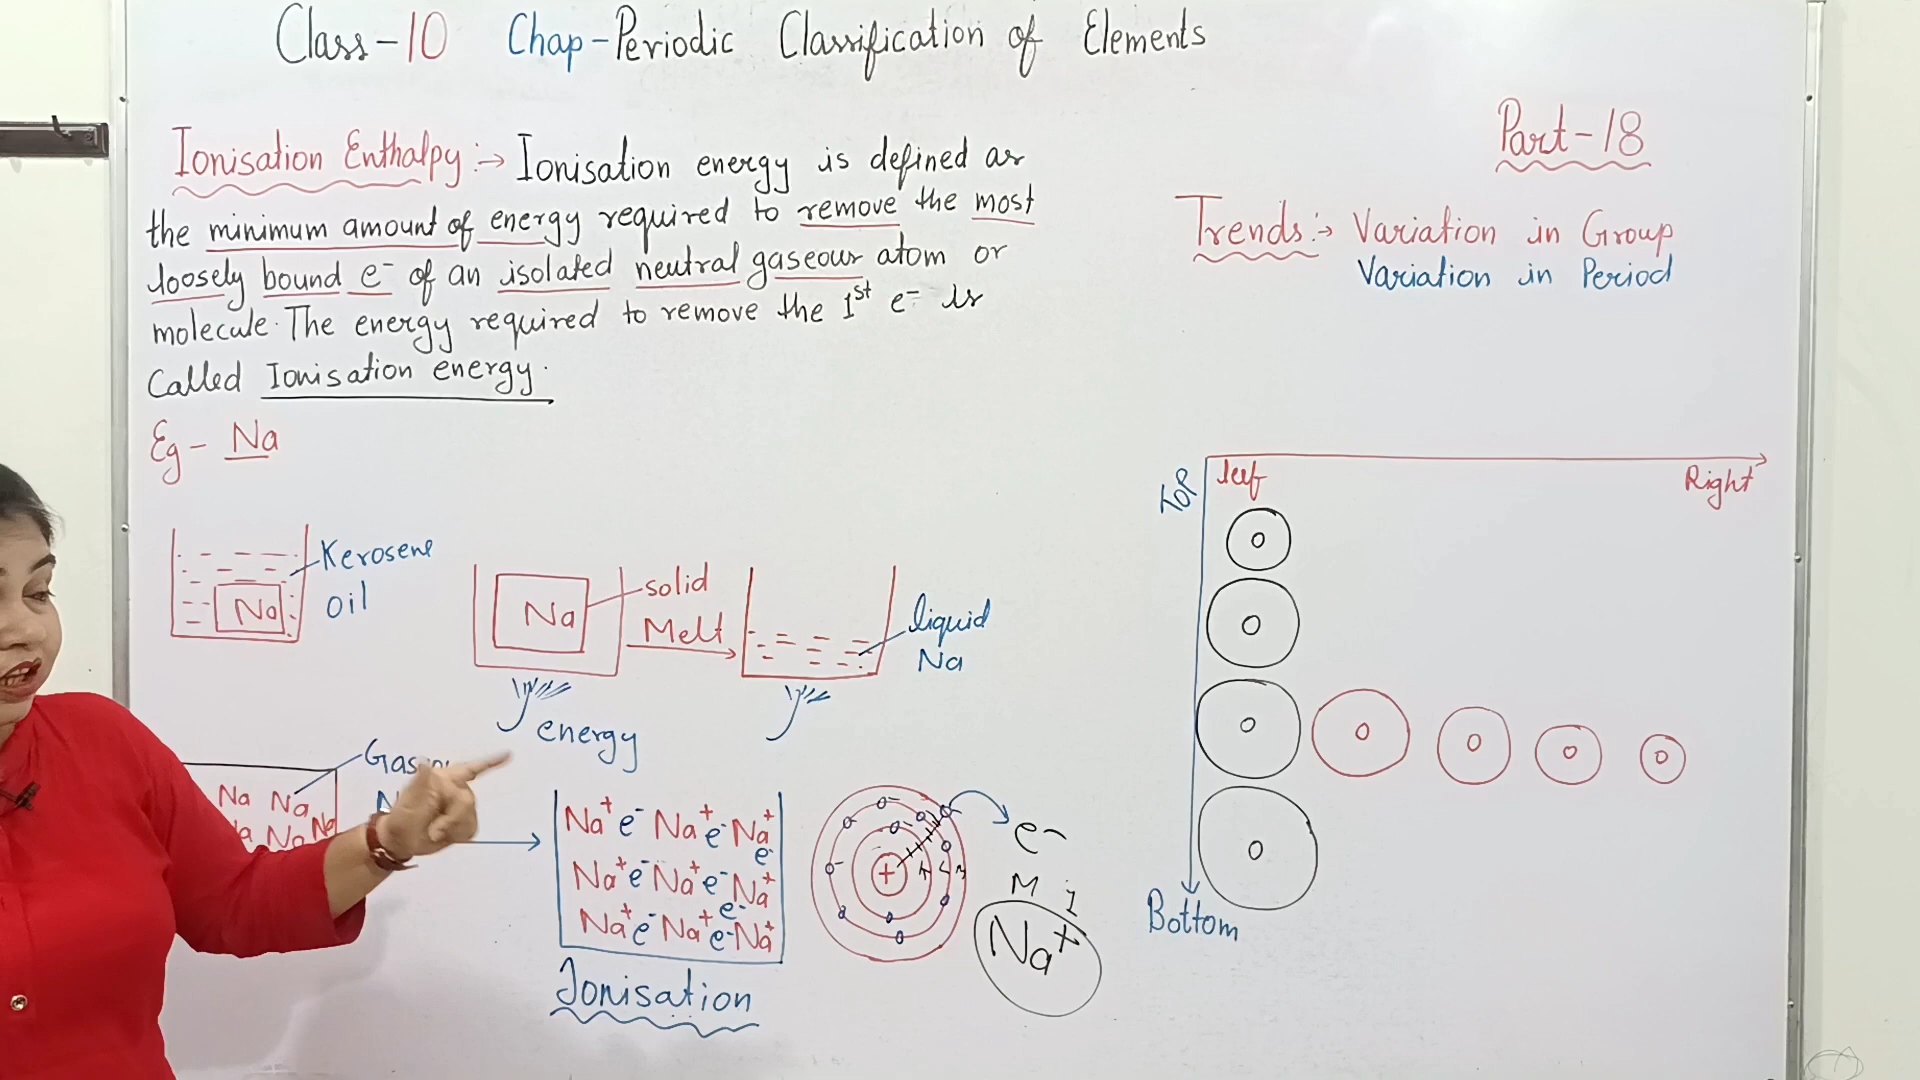 Class-10 Chap-Periodic Classification of Elements
Part-18
Ionisation Enthalpy:→ Ionisation energy is defined as
the minimum amount of energy required to remove the most
loosely bound e⁻ of an isolated neutral gaseous atom or
molecule. The energy required to remove the 1st e⁻ is
Called Ionisation energy.
Eg- Na
Trends:→ Variation in Group
Variation in Period
Kerosene
oil
Na
Na
solid
Melt
liquid
Na
energy
Na Na
Na Na
Na⁺ e⁻ Na⁺ e⁻ Na⁺
e⁻
Na⁺ e⁻ Na⁺ e⁻ Na⁺
e⁻
Na⁺ e⁻ Na⁺ e⁻ Na⁺
Ionisation
+
K L M
e⁻
Na⁺
TOP
leef
Right
Bottom